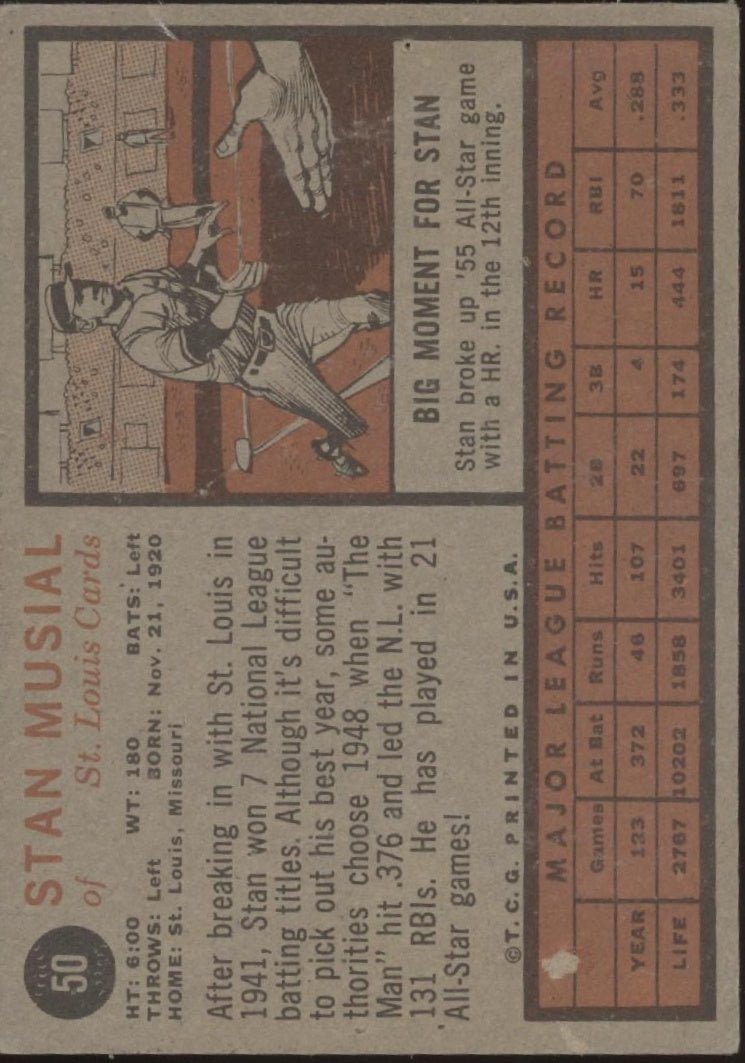 50
STAN MUSIAL
of St. Louis Cards
HT: 6:00 WT: 180 BATS: Left
THROWS: Left BORN: Nov. 21, 1920
HOME: St. Louis, Missouri
After breaking in with St. Louis in
1941, Stan won 7 National League
batting titles. Although it's difficult
to pick out his best year, some au-
thorities choose 1948 when "The
Man" hit .376 and led the N.L. with
131 RBIs. He has played in 21
All-Star games!
©T.C.G. PRINTED IN U.S.A.
BIG MOMENT FOR STAN
Stan broke up '55 All-Star game
with a HR. in the 12th inning.
MAJOR LEAGUE BATTING RECORD
Games At Bat Runs Hits 2B 3B HR RBI Avg
YEAR 133 372 46 107 22 4 15 70 .288
LIFE 2767 10202 1858 3401 697 174 444 1811 .333